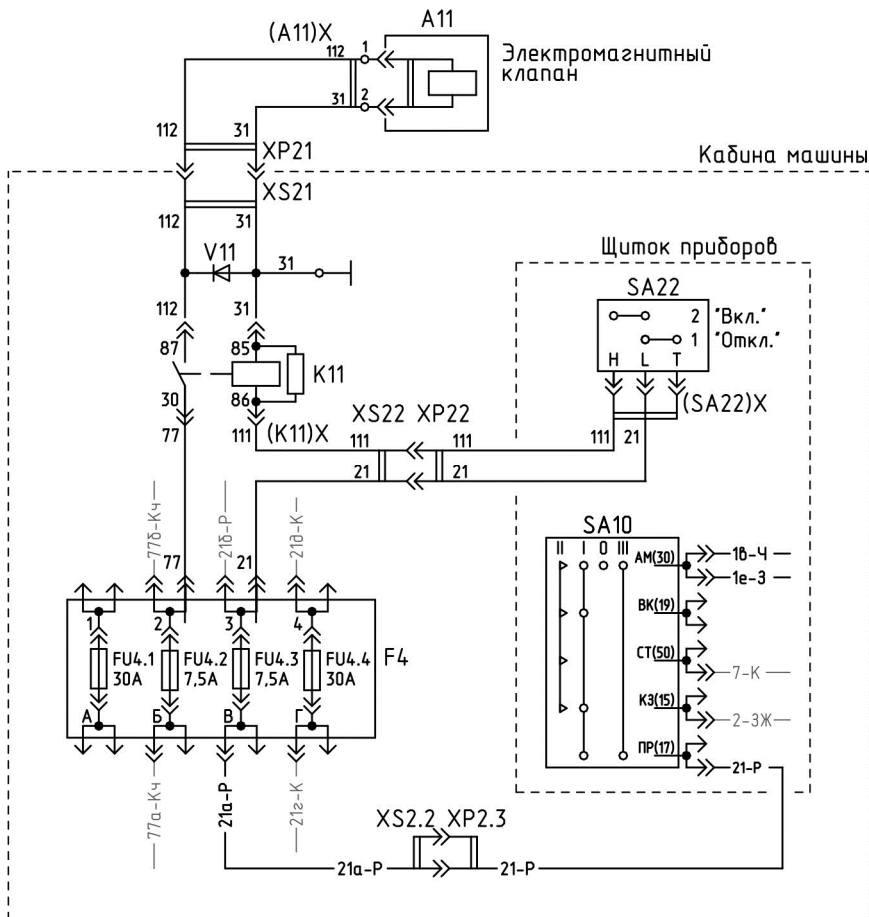 (A11)X
A11
Электромагнитный
клапан
112
1
31
2
112
31
XP21
Кабина машины
XS21
112
31
V11
31
Щиток приборов
SA22
2
"Вкл."
1
"Откл."
H
L
T
(SA22)X
112
31
87
85
K11
30
86
77
111
(K11)X
XS22
XP22
111
111
111
21
21
21
77б-Кч
77
21б-Р
21
21д-К
SA10
II
I
0
III
АМ(30)
1в-Ч
1е-З
ВК(19)
СТ(50)
7-К
КЗ(15)
2-ЗЖ
ПР(17)
21-Р
1
2
3
4
FU4.1
30A
FU4.2
7,5A
FU4.3
7,5A
FU4.4
30A
F4
А
Б
В
Г
77а-Кч
21а-Р
21г-К
XS2.2
XP2.3
21а-Р
21-Р